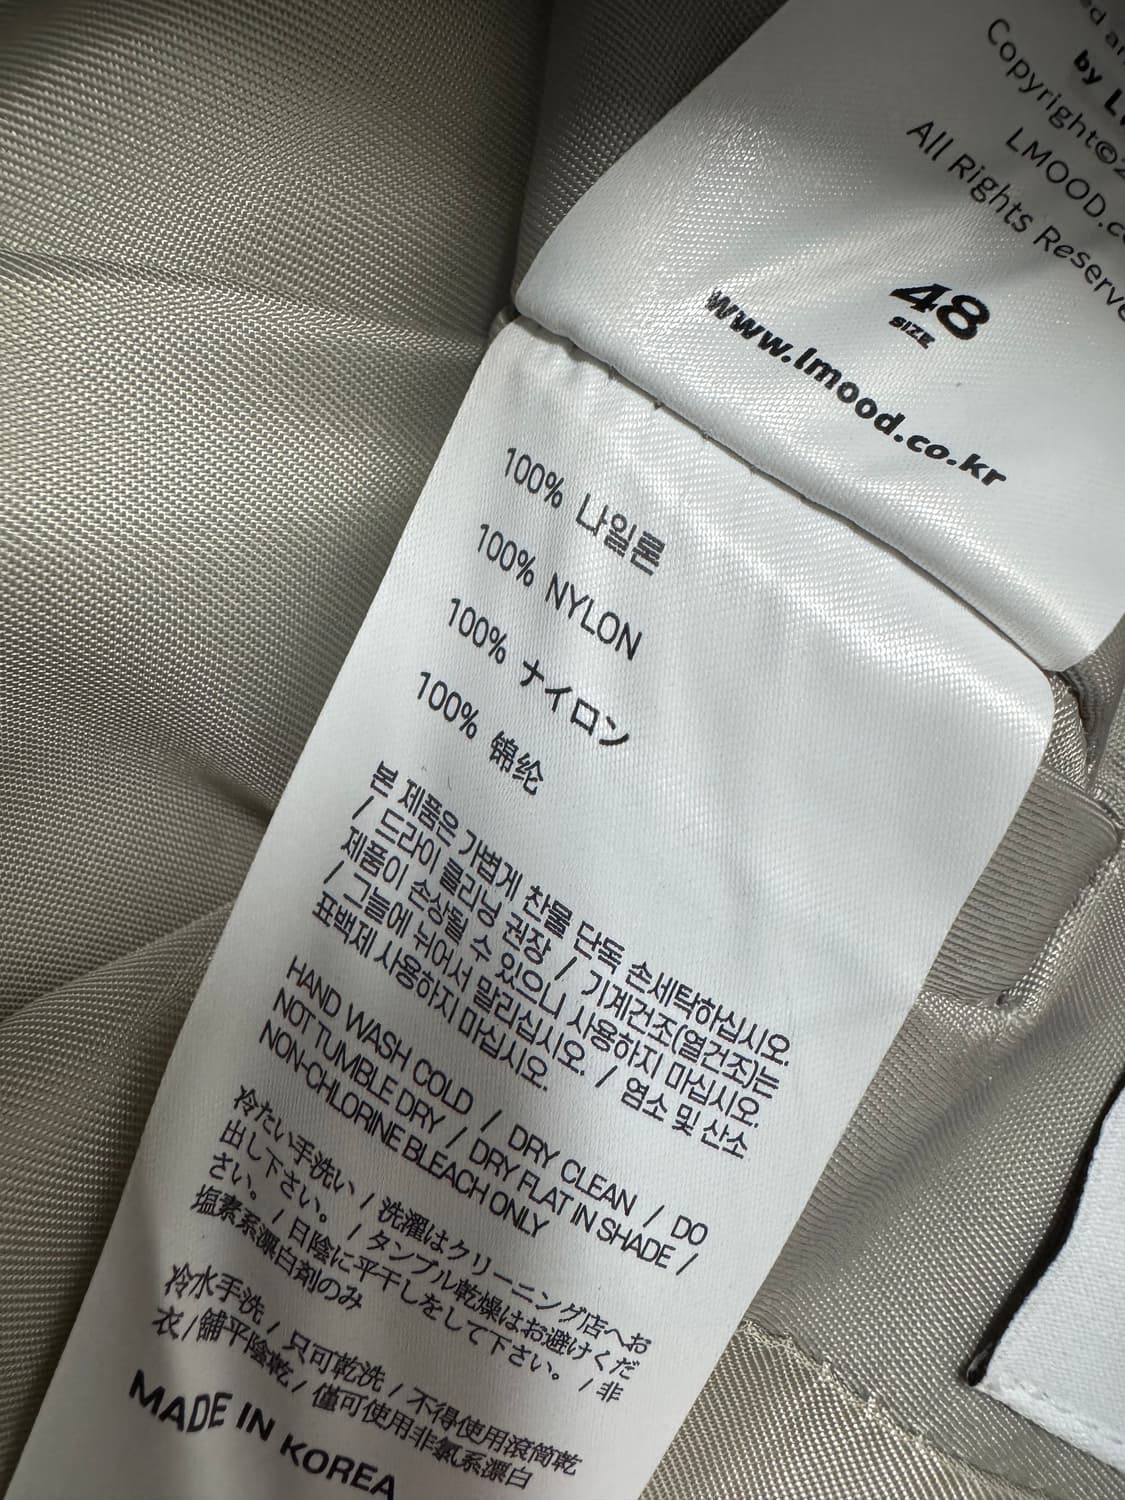 by
Copyright©2
LMOOD.c
All Rights Reserve
48
SIZE
www.lmood.co.kr
100% 나일론
100% NYLON
100% ナイロン
100% 锦纶
본 제품은 가볍게 찬물 단독 손세탁하십시오.
/ 드라이 클리닝 권장 / 기계건조(열건조)는
제품이 손상될 수 있으니 사용하지 마십시오.
/ 그늘에 뉘어서 말리십시오. / 염소 및 산소
표백제 사용하지 마십시오.
HAND WASH COLD / DRY CLEAN / DO
NOT TUMBLE DRY / DRY FLAT IN SHADE /
NON-CHLORINE BLEACH ONLY
冷たい手洗い / 洗濯はクリーニング店へお
出し下さい。 / タンブル乾燥はお避けくだ
さい。 / 日陰に平干しをして下さい。 / 非
塩素系漂白剤のみ
冷水手洗 / 只可乾洗 / 不得使用滾筒乾
衣/舗平陰乾 / 僅可使用非氯系漂白
MADE IN KOREA